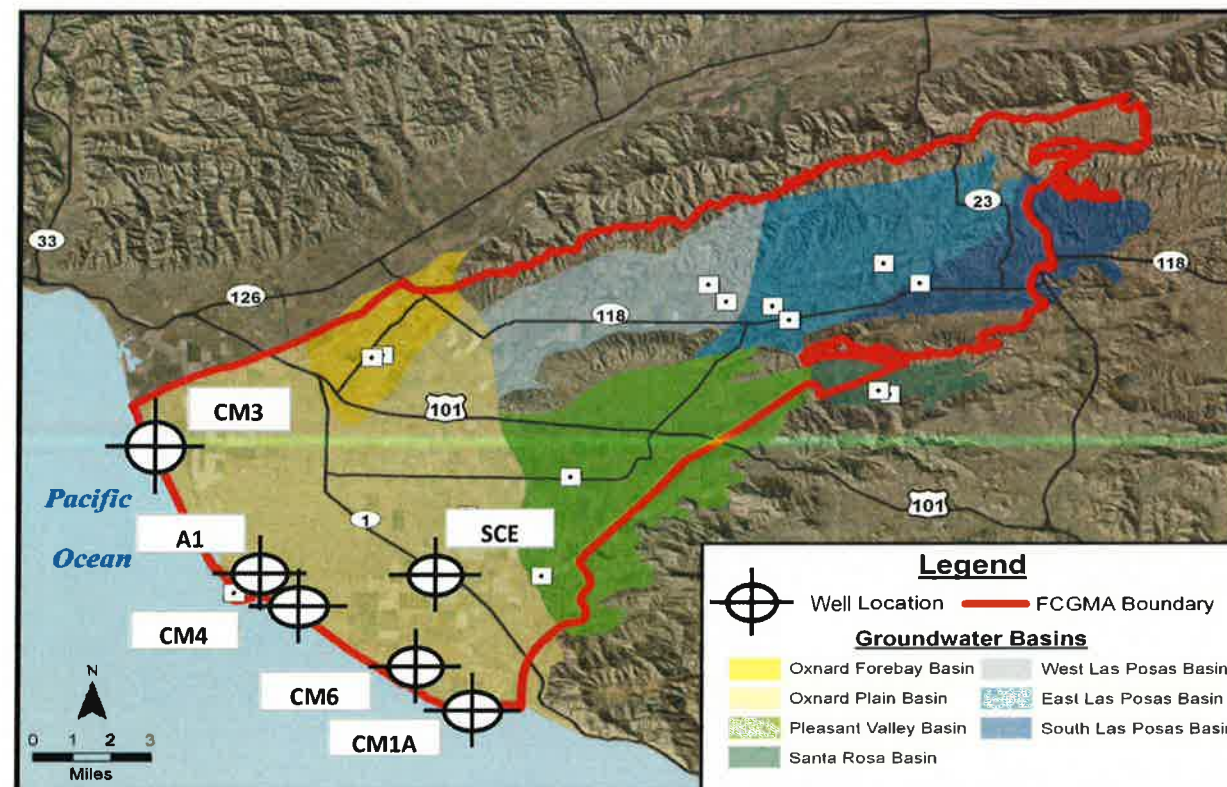 33
126
23
118
118
CM3
101
Pacific
Ocean
A1
1
SCE
101
CM4
CM6
CM1A
N
0 1 2 3
Miles
Legend
Well Location FCGMA Boundary
Groundwater Basins
Oxnard Forebay Basin West Las Posas Basin
Oxnard Plain Basin East Las Posas Basin
Pleasant Valley Basin South Las Posas Basin
Santa Rosa Basin